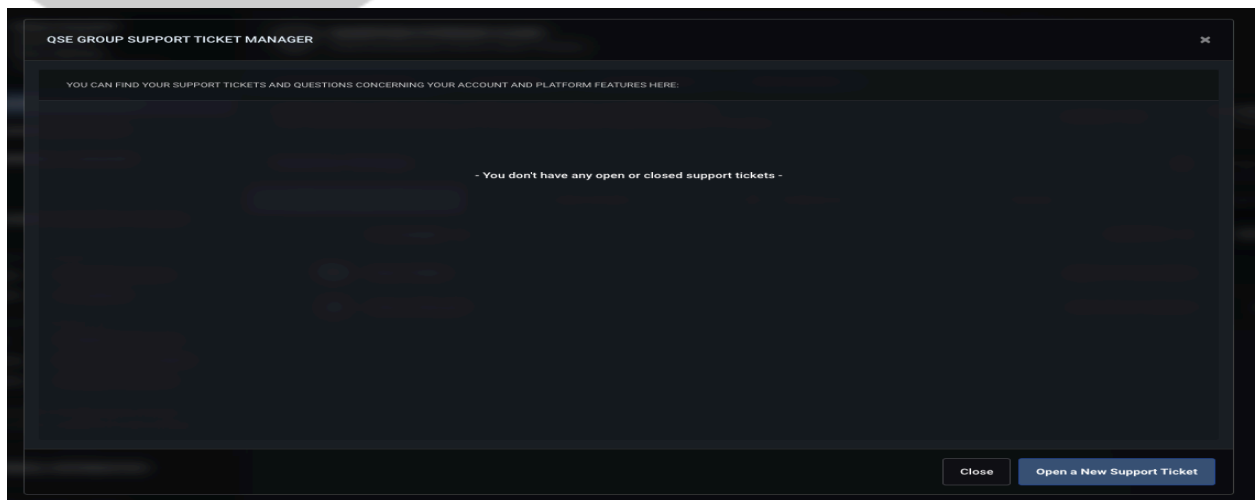 QSE GROUP SUPPORT TICKET MANAGER
×
YOU CAN FIND YOUR SUPPORT TICKETS AND QUESTIONS CONCERNING YOUR ACCOUNT AND PLATFORM FEATURES HERE:
- You don't have any open or closed support tickets -
Close
Open a New Support Ticket